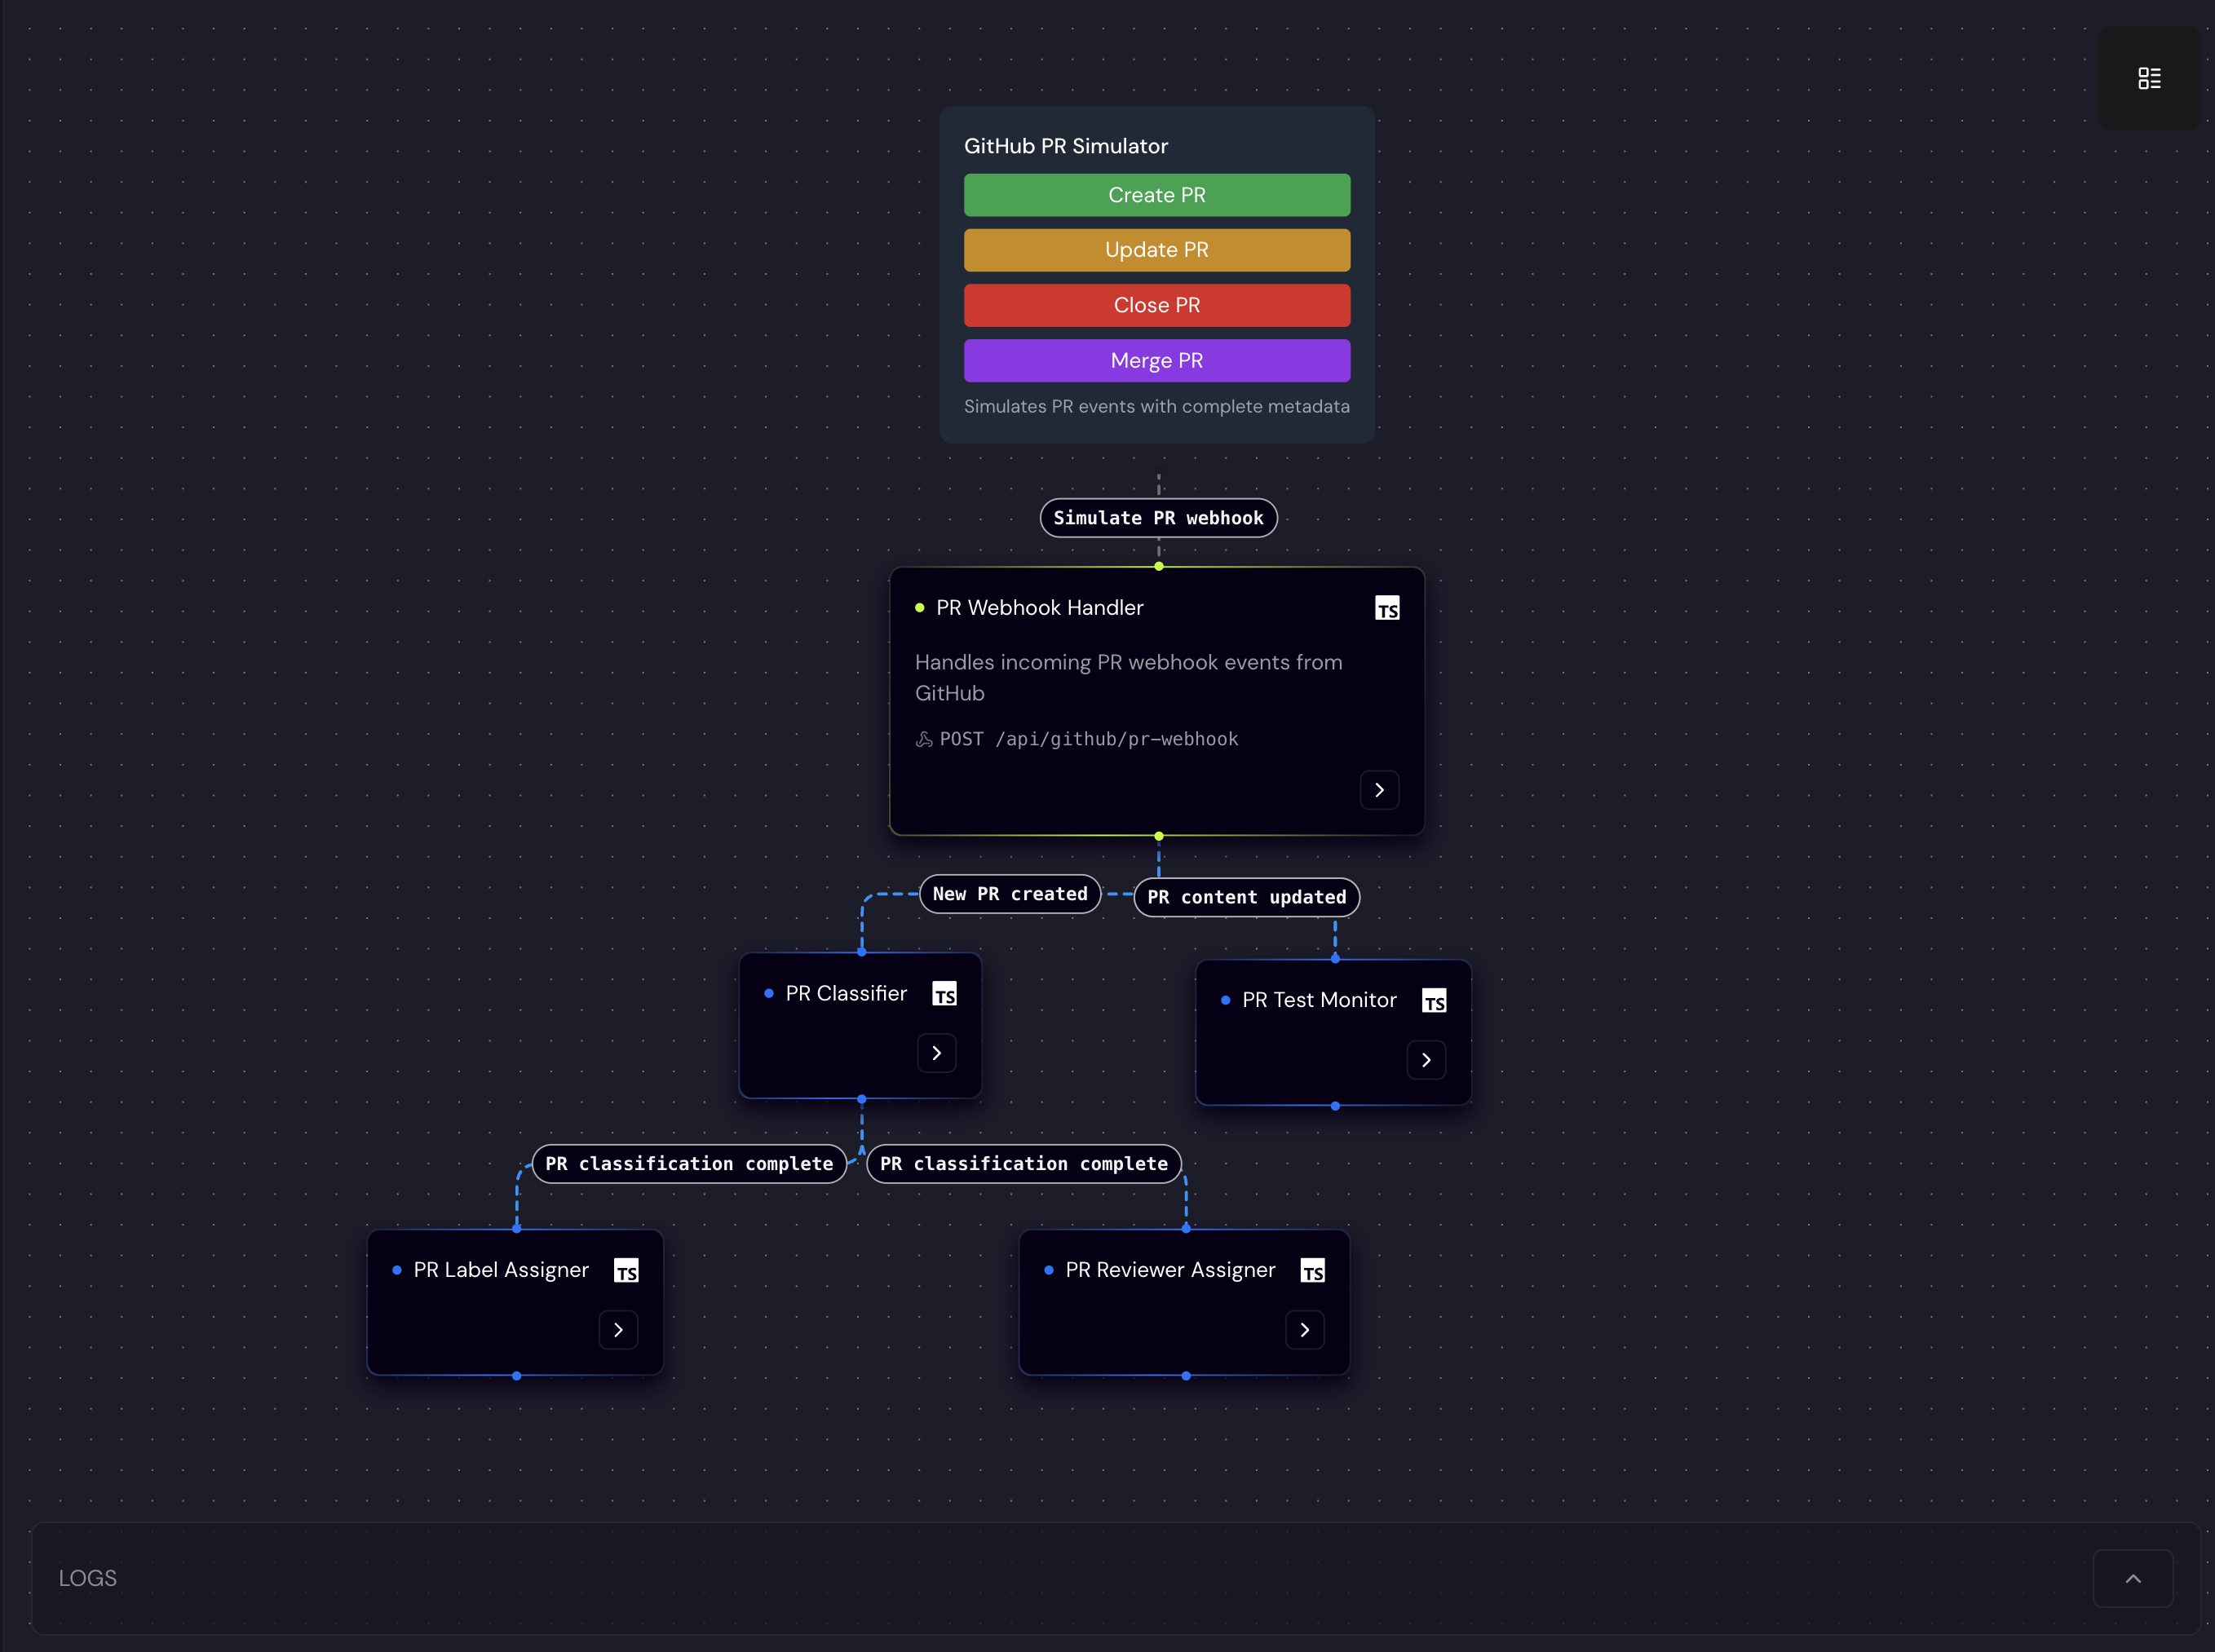 GitHub PR Simulator
Create PR
Update PR
Close PR
Merge PR
Simulates PR events with complete metadata
Simulate PR webhook
PR Webhook Handler
TS
Handles incoming PR webhook events from
GitHub
POST /api/github/pr-webhook
New PR created
PR content updated
PR Classifier
TS
PR Test Monitor
TS
PR classification complete
PR classification complete
PR Label Assigner
TS
PR Reviewer Assigner
TS
LOGS